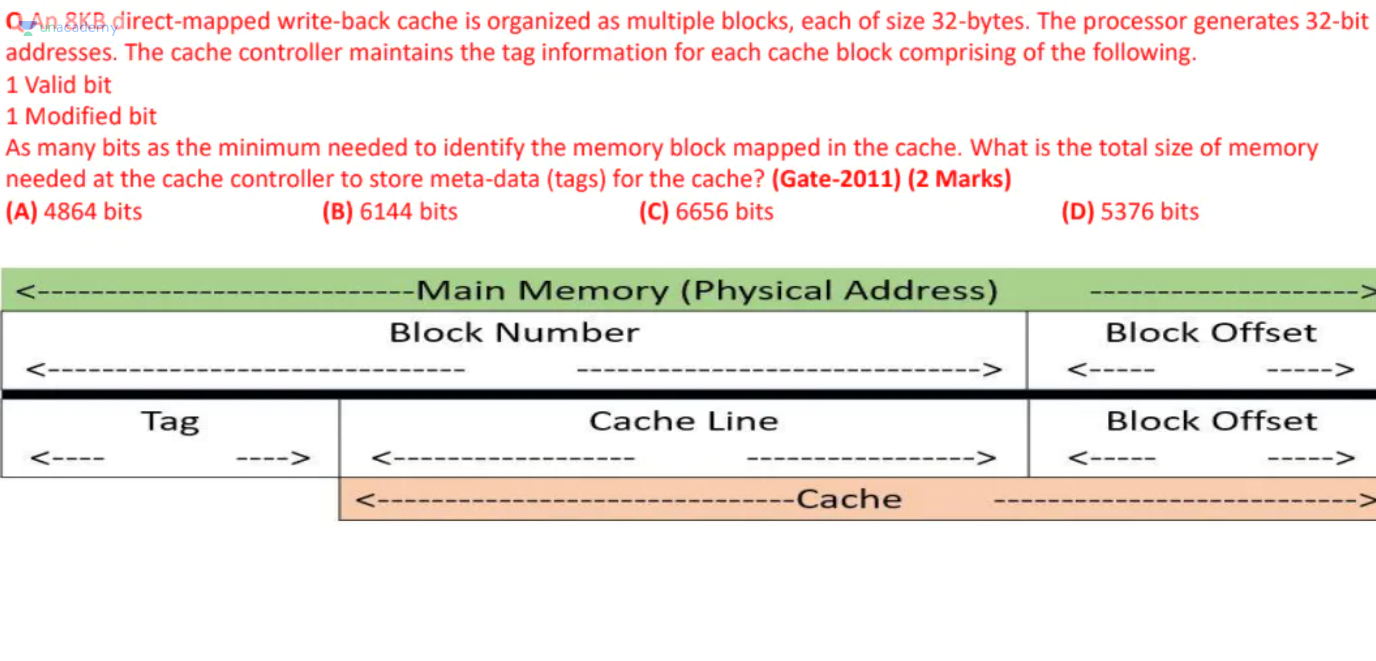 Q An 8KB direct-mapped write-back cache is organized as multiple blocks, each of size 32-bytes. The processor generates 32-bit
unacademy
addresses. The cache controller maintains the tag information for each cache block comprising of the following.
1 Valid bit
1 Modified bit
As many bits as the minimum needed to identify the memory block mapped in the cache. What is the total size of memory
needed at the cache controller to store meta-data (tags) for the cache? (Gate-2011) (2 Marks)
(A) 4864 bits (B) 6144 bits (C) 6656 bits (D) 5376 bits
<----------------------------Main Memory (Physical Address) -------------------->
Block Number Block Offset
<------------------------------- ------------------------------> <----- ----->
Tag Cache Line Block Offset
<---- ----> <------------------ -----------------> <----- ----->
<-------------------------------Cache --------------------------->